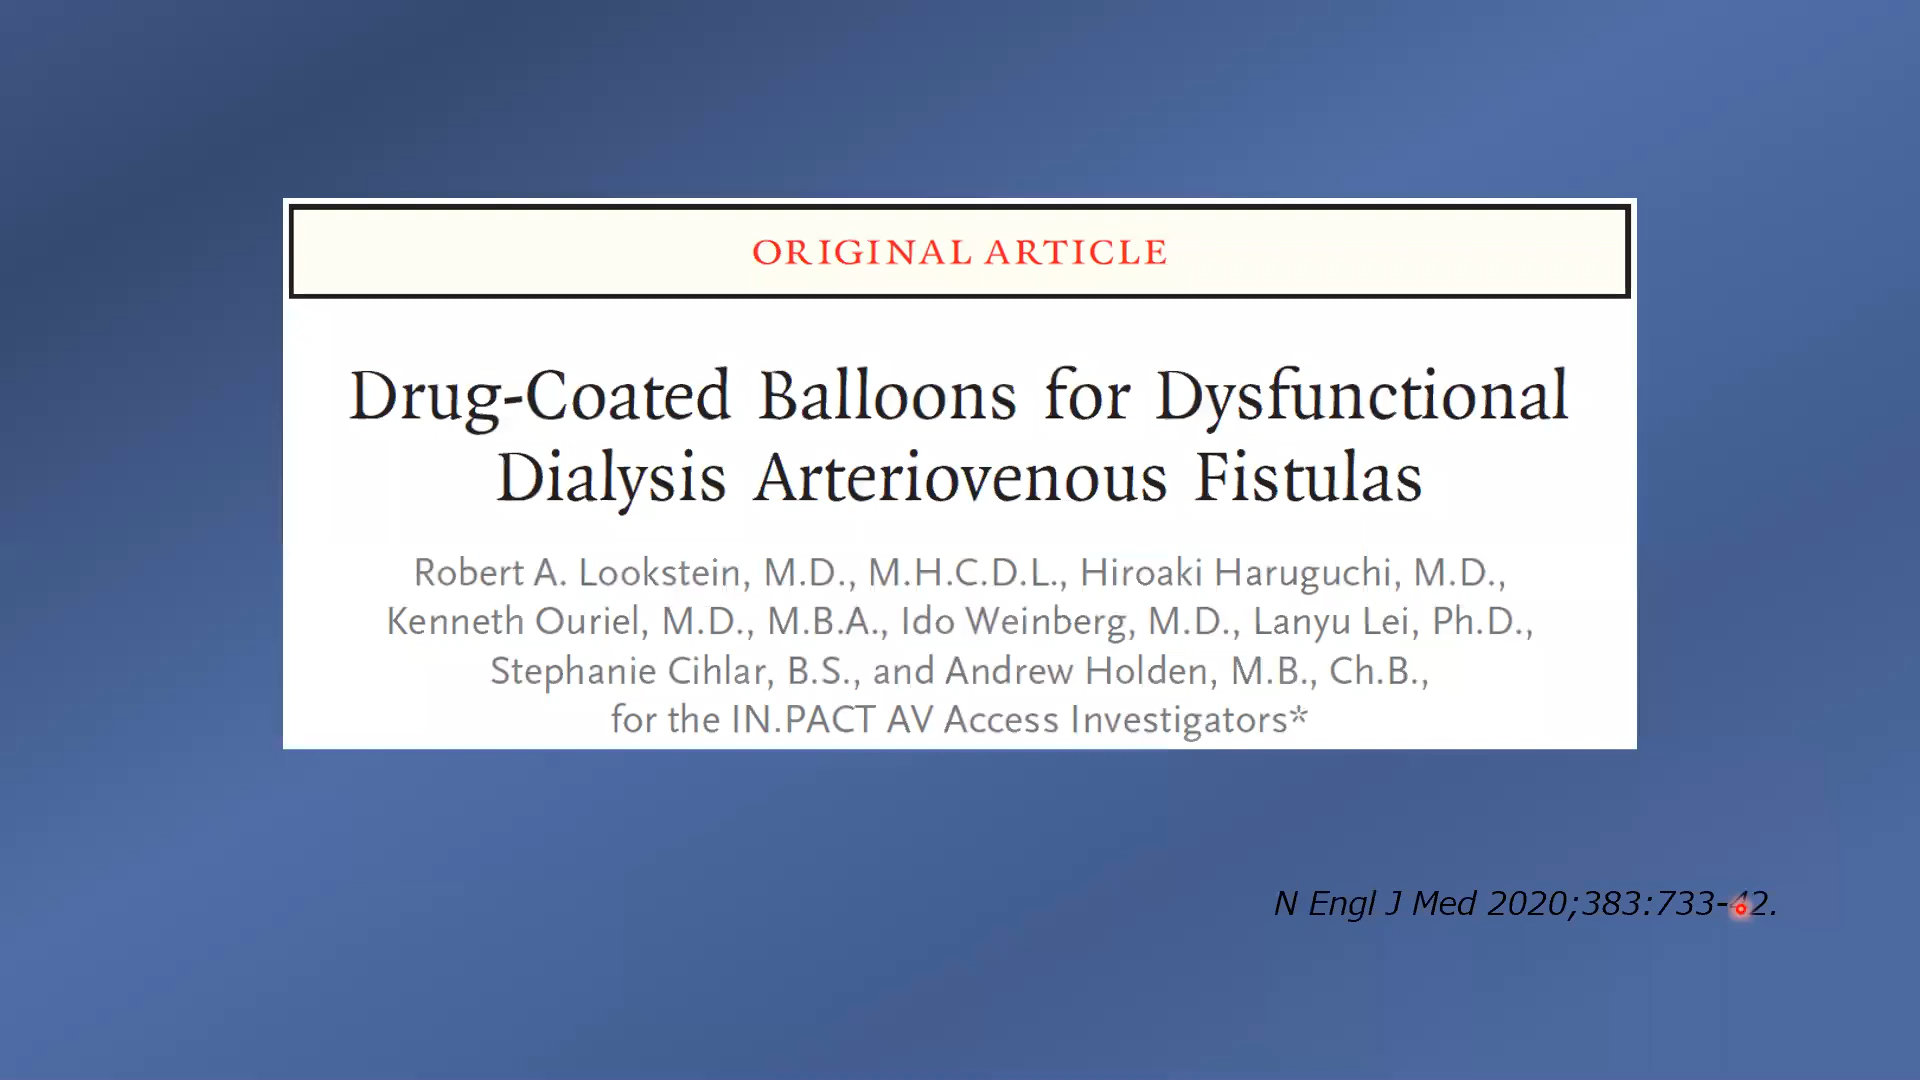 ORIGINAL ARTICLE
Drug-Coated Balloons for Dysfunctional
Dialysis Arteriovenous Fistulas
Robert A. Lookstein, M.D., M.H.C.D.L., Hiroaki Haruguchi, M.D.,
Kenneth Ouriel, M.D., M.B.A., Ido Weinberg, M.D., Lanyu Lei, Ph.D.,
Stephanie Cihlar, B.S., and Andrew Holden, M.B., Ch.B.,
for the IN.PACT AV Access Investigators*
N Engl J Med 2020;383:733-42.